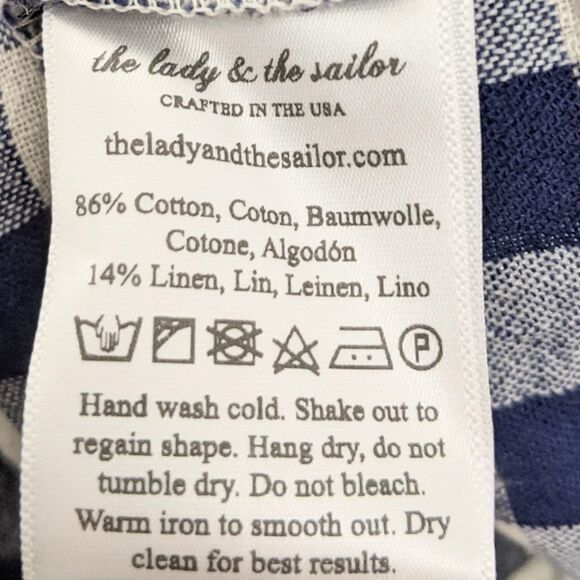 the lady & the sailor
CRAFTED IN THE USA
theladyandthesailor.com
86% Cotton, Coton, Baumwolle,
Cotone, Algodón
14% Linen, Lin, Leinen, Lino
P
Hand wash cold. Shake out to
regain shape. Hang dry, do not
tumble dry. Do not bleach.
Warm iron to smooth out. Dry
clean for best results.